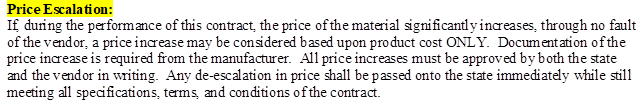 Price Escalation:
If, during the performance of this contract, the price of the material significantly increases, through no fault
of the vendor, a price increase may be considered based upon product cost ONLY.  Documentation of the
price increase is required from the manufacturer.  All price increases must be approved by both the state
and the vendor in writing.  Any de-escalation in price shall be passed onto the state immediately while still
meeting all specifications, terms, and conditions of the contract.